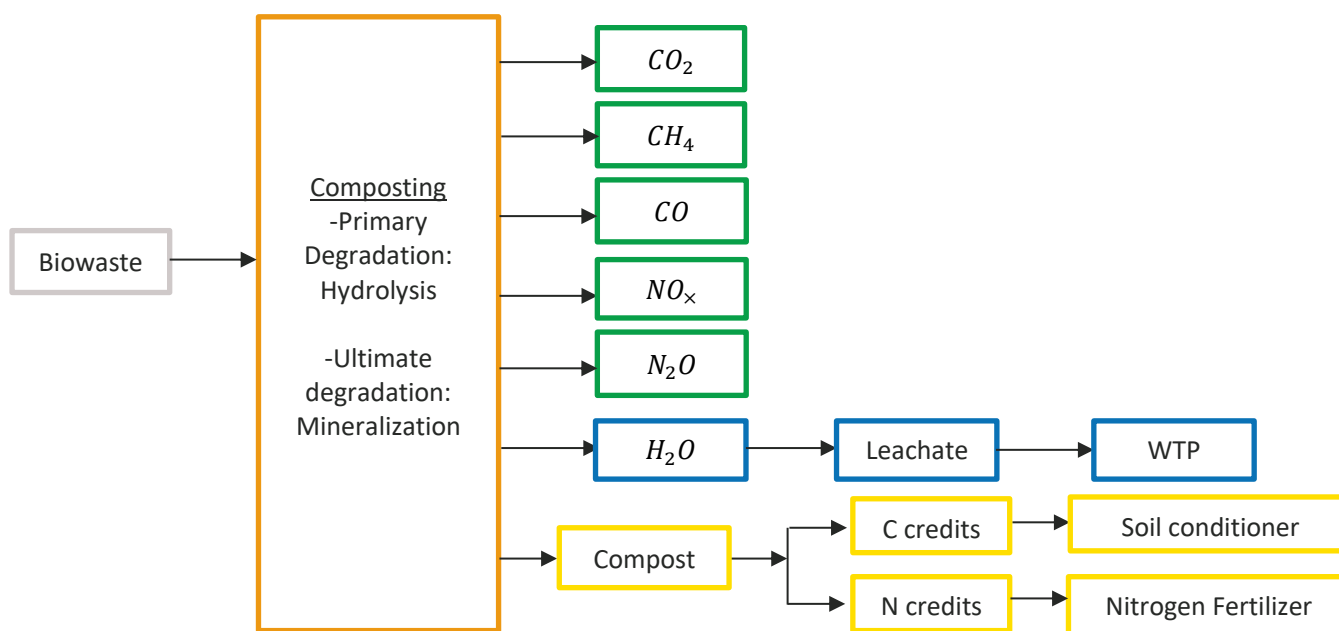 Biowaste
Composting
-Primary
Degradation:
Hydrolysis
-Ultimate
degradation:
Mineralization
CO₂
CH₄
CO
NO×
N₂O
H₂O
Leachate
WTP
Compost
C credits
Soil conditioner
N credits
Nitrogen Fertilizer